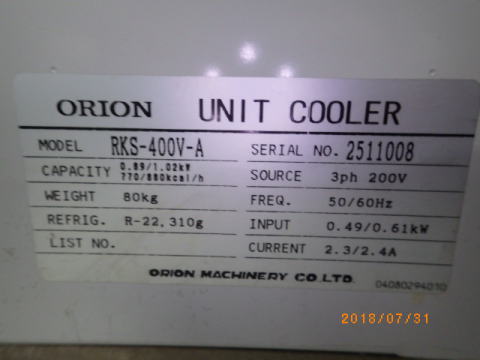 ORION UNIT COOLER
MODEL RKS-400V-A SERIAL NO. 2511008
CAPACITY 0.89/1.02kW
770/880kcal/h SOURCE 3ph 200V
WEIGHT 80kg FREQ. 50/60Hz
REFRIG. R-22, 310g INPUT 0.49/0.61kW
LIST NO. CURRENT 2.3/2.4A
ORION MACHINERY CO.,LTD.
04080294010
2018/07/31